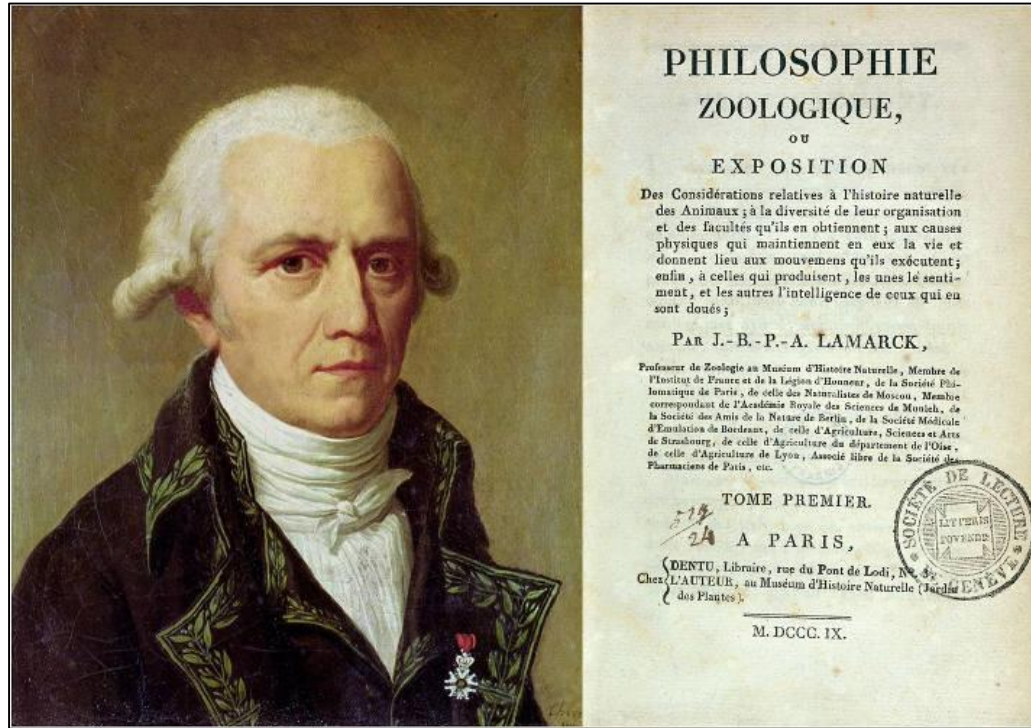 PHILOSOPHIE
ZOOLOGIQUE,
OU
EXPOSITION
Des Considérations relatives à l'histoire naturelle
des Animaux ; à la diversité de leur organisation
et des facultés qu'ils en obtiennent ; aux causes
physiques qui maintiennent en eux la vie et
donnent lieu aux mouvemens qu'ils exécutent ;
enfin , à celles qui produisent , les unes le senti-
ment, et les autres l'intelligence de ceux qui en
sont doués ;
PAR J.-B.-P.-A. LAMARCK,
Professeur de Zoologie au Muséum d'Histoire Naturelle, Membre de
l'Institut de France et de la Légion d'Honneur, de la Société Phi-
lomatique de Paris, de celle des Naturalistes de Moscou, Membre
correspondant de l'Académie Royale des Sciences de Munich, de
la Société des Amis de la Nature de Berlin, de la Société Médicale
d'Emulation de Bordeaux, de celle d'Agriculture, Sciences et Arts
de Strasbourg, de celle d'Agriculture du département de l'Oise,
de celle d'Agriculture de Lyon, Associé libre de la Société des
Pharmaciens de Paris, etc.
TOME PREMIER.
24
A PARIS,
Chez
DENTU, Libraire, rue du Pont de Lodi,
L'AUTEUR, au Muséum d'Histoire Naturelle (Jardin
des Plantes).
M. DCCC. IX.
SOCIÉTÉ DE LECTURE
GENÈVE